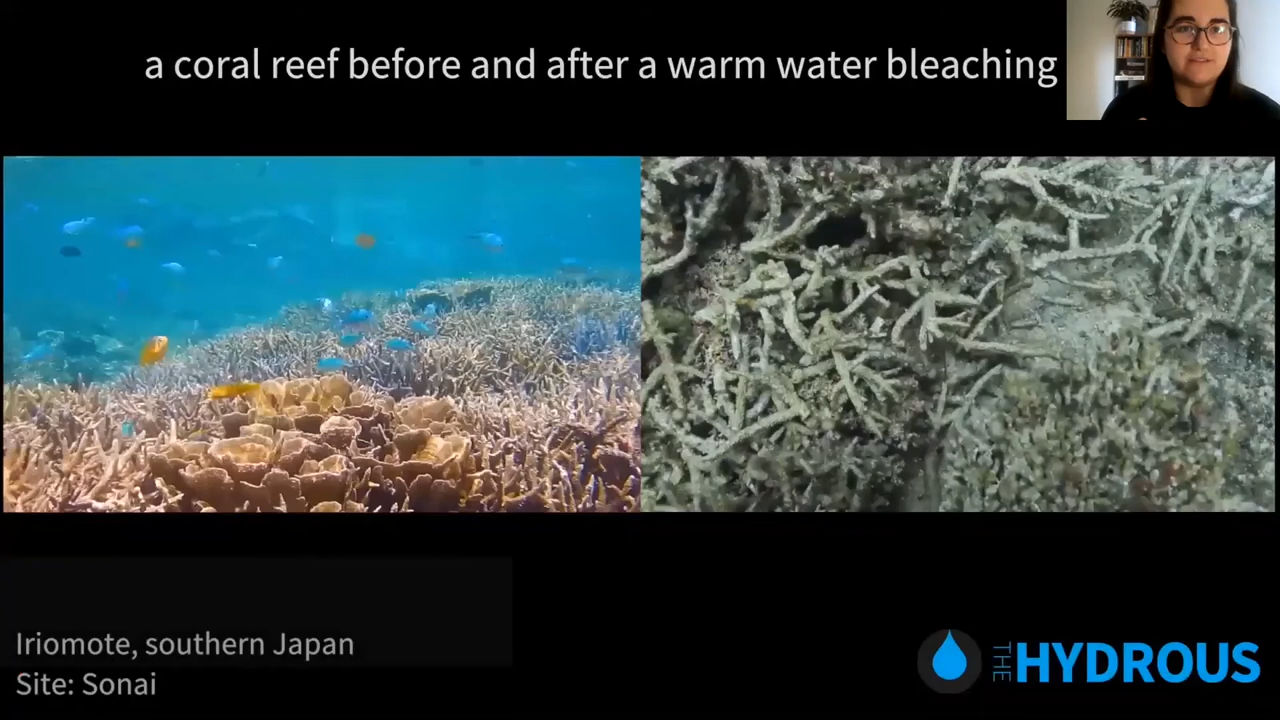 a coral reef before and after a warm water bleaching
Iriomote, southern Japan
Site: Sonai
THE HYDROUS